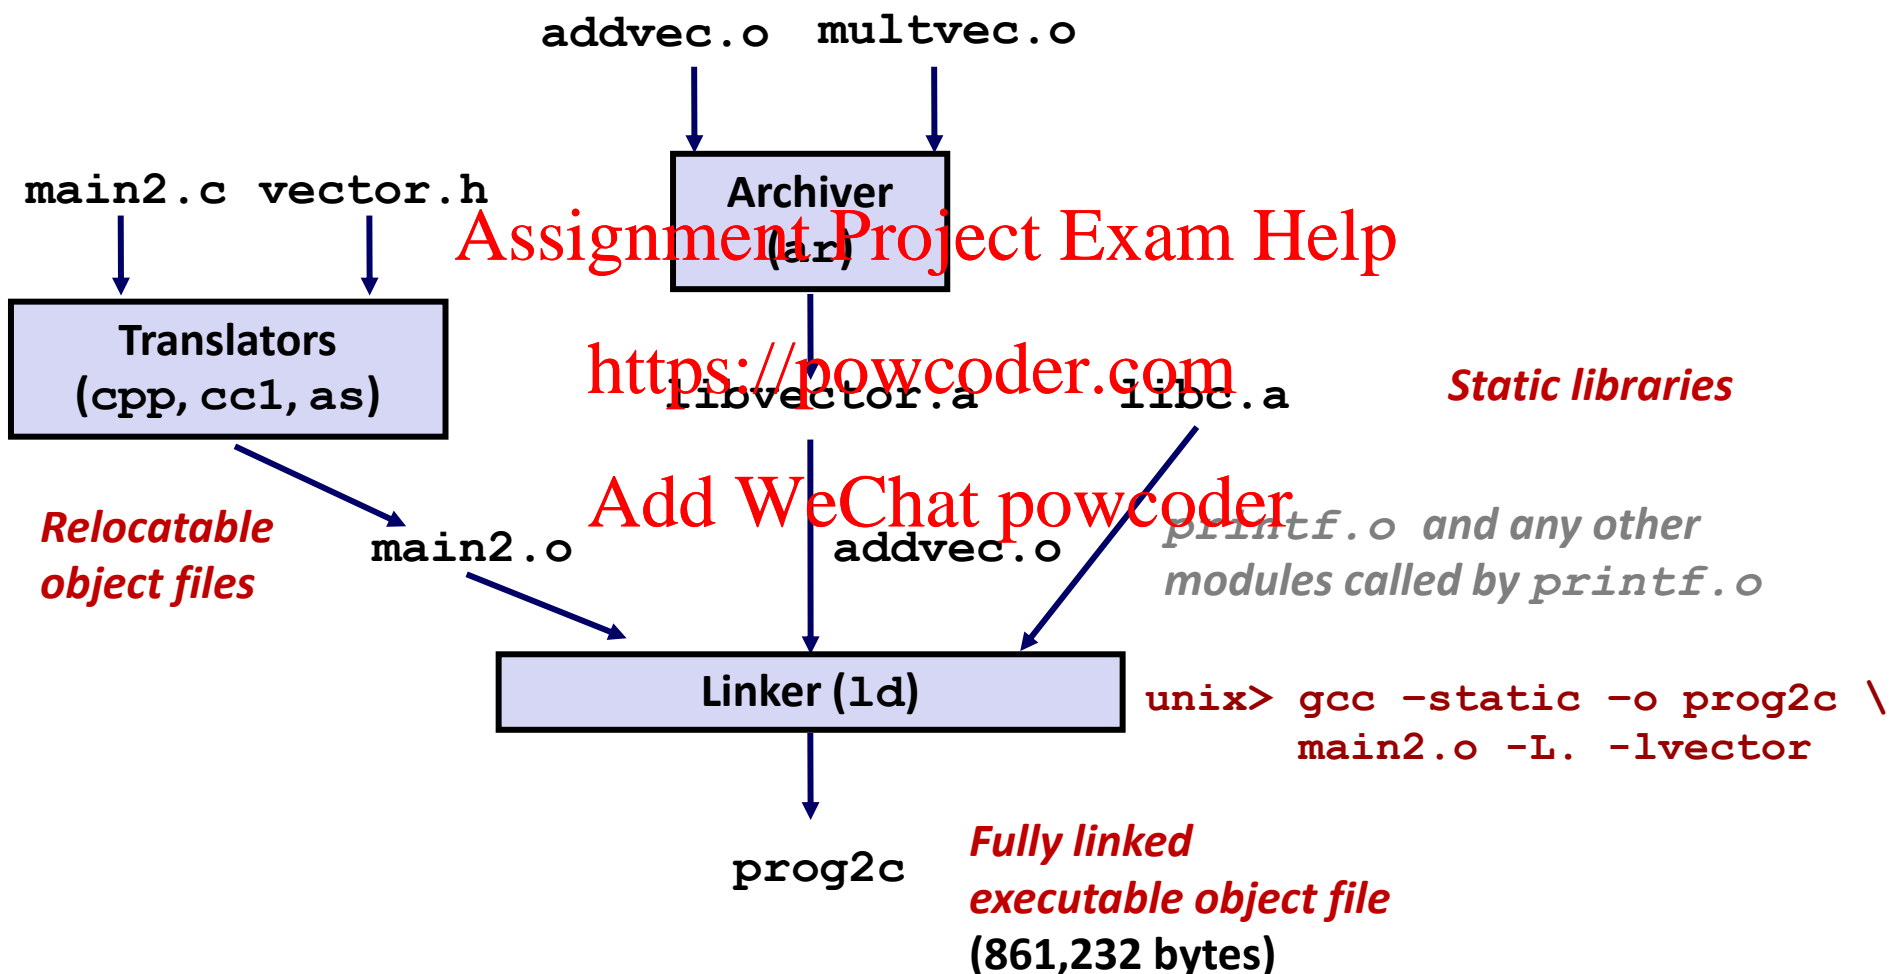 addvec.o multvec.o
main2.c vector.h
Archiver
(ar)
Assignment Project Exam Help
Translators
(cpp, cc1, as)
https://powcoder.com
libvector.a libc.a
Static libraries
Add WeChat powcoder
Relocatable
object files
main2.o
addvec.o
printf.o and any other
modules called by printf.o
Linker (ld)
unix> gcc –static –o prog2c \
main2.o -L. -lvector
prog2c
Fully linked
executable object file
(861,232 bytes)